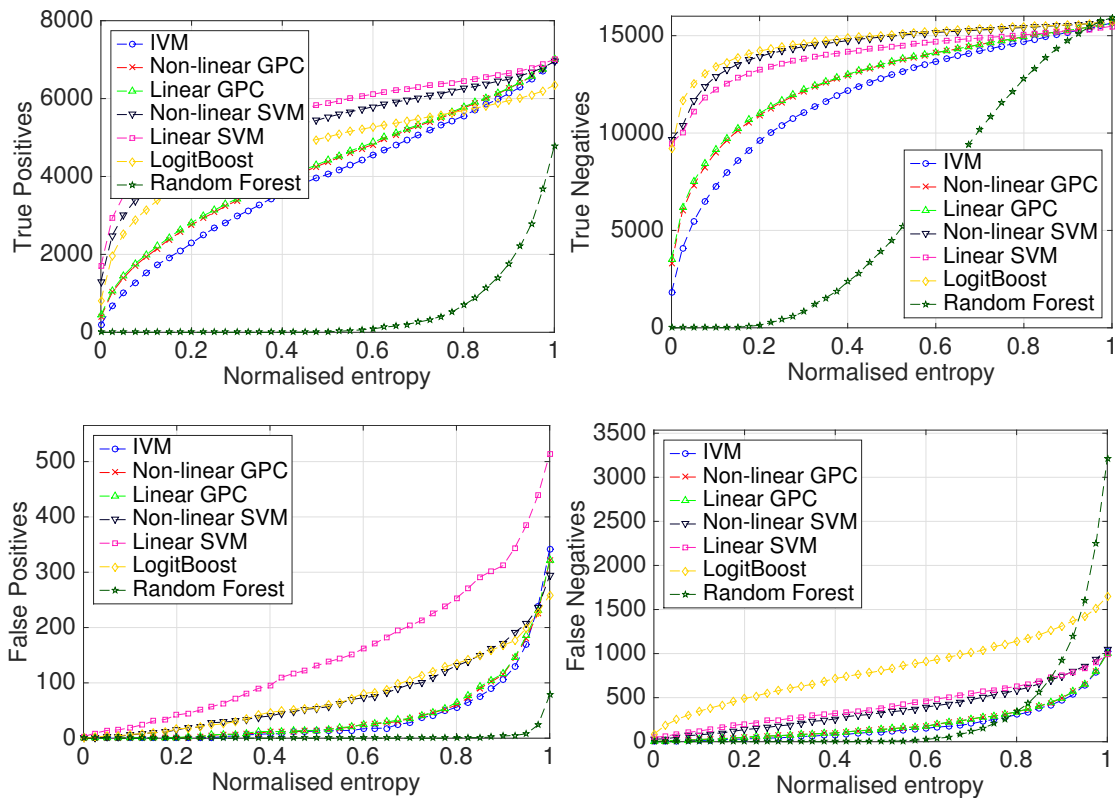 8000
6000
4000
2000
0
True Positives
IVM
Non-linear GPC
Linear GPC
Non-linear SVM
Linear SVM
LogitBoost
Random Forest
0 0.2 0.4 0.6 0.8 1
Normalised entropy
15000
10000
5000
0
True Negatives
IVM
Non-linear GPC
Linear GPC
Non-linear SVM
Linear SVM
LogitBoost
Random Forest
0 0.2 0.4 0.6 0.8 1
Normalised entropy
500
400
300
200
100
0
False Positives
IVM
Non-linear GPC
Linear GPC
Non-linear SVM
Linear SVM
LogitBoost
Random Forest
0 0.2 0.4 0.6 0.8 1
Normalised entropy
3500
3000
2500
2000
1500
1000
500
0
False Negatives
IVM
Non-linear GPC
Linear GPC
Non-linear SVM
Linear SVM
LogitBoost
Random Forest
0 0.2 0.4 0.6 0.8 1
Normalised entropy